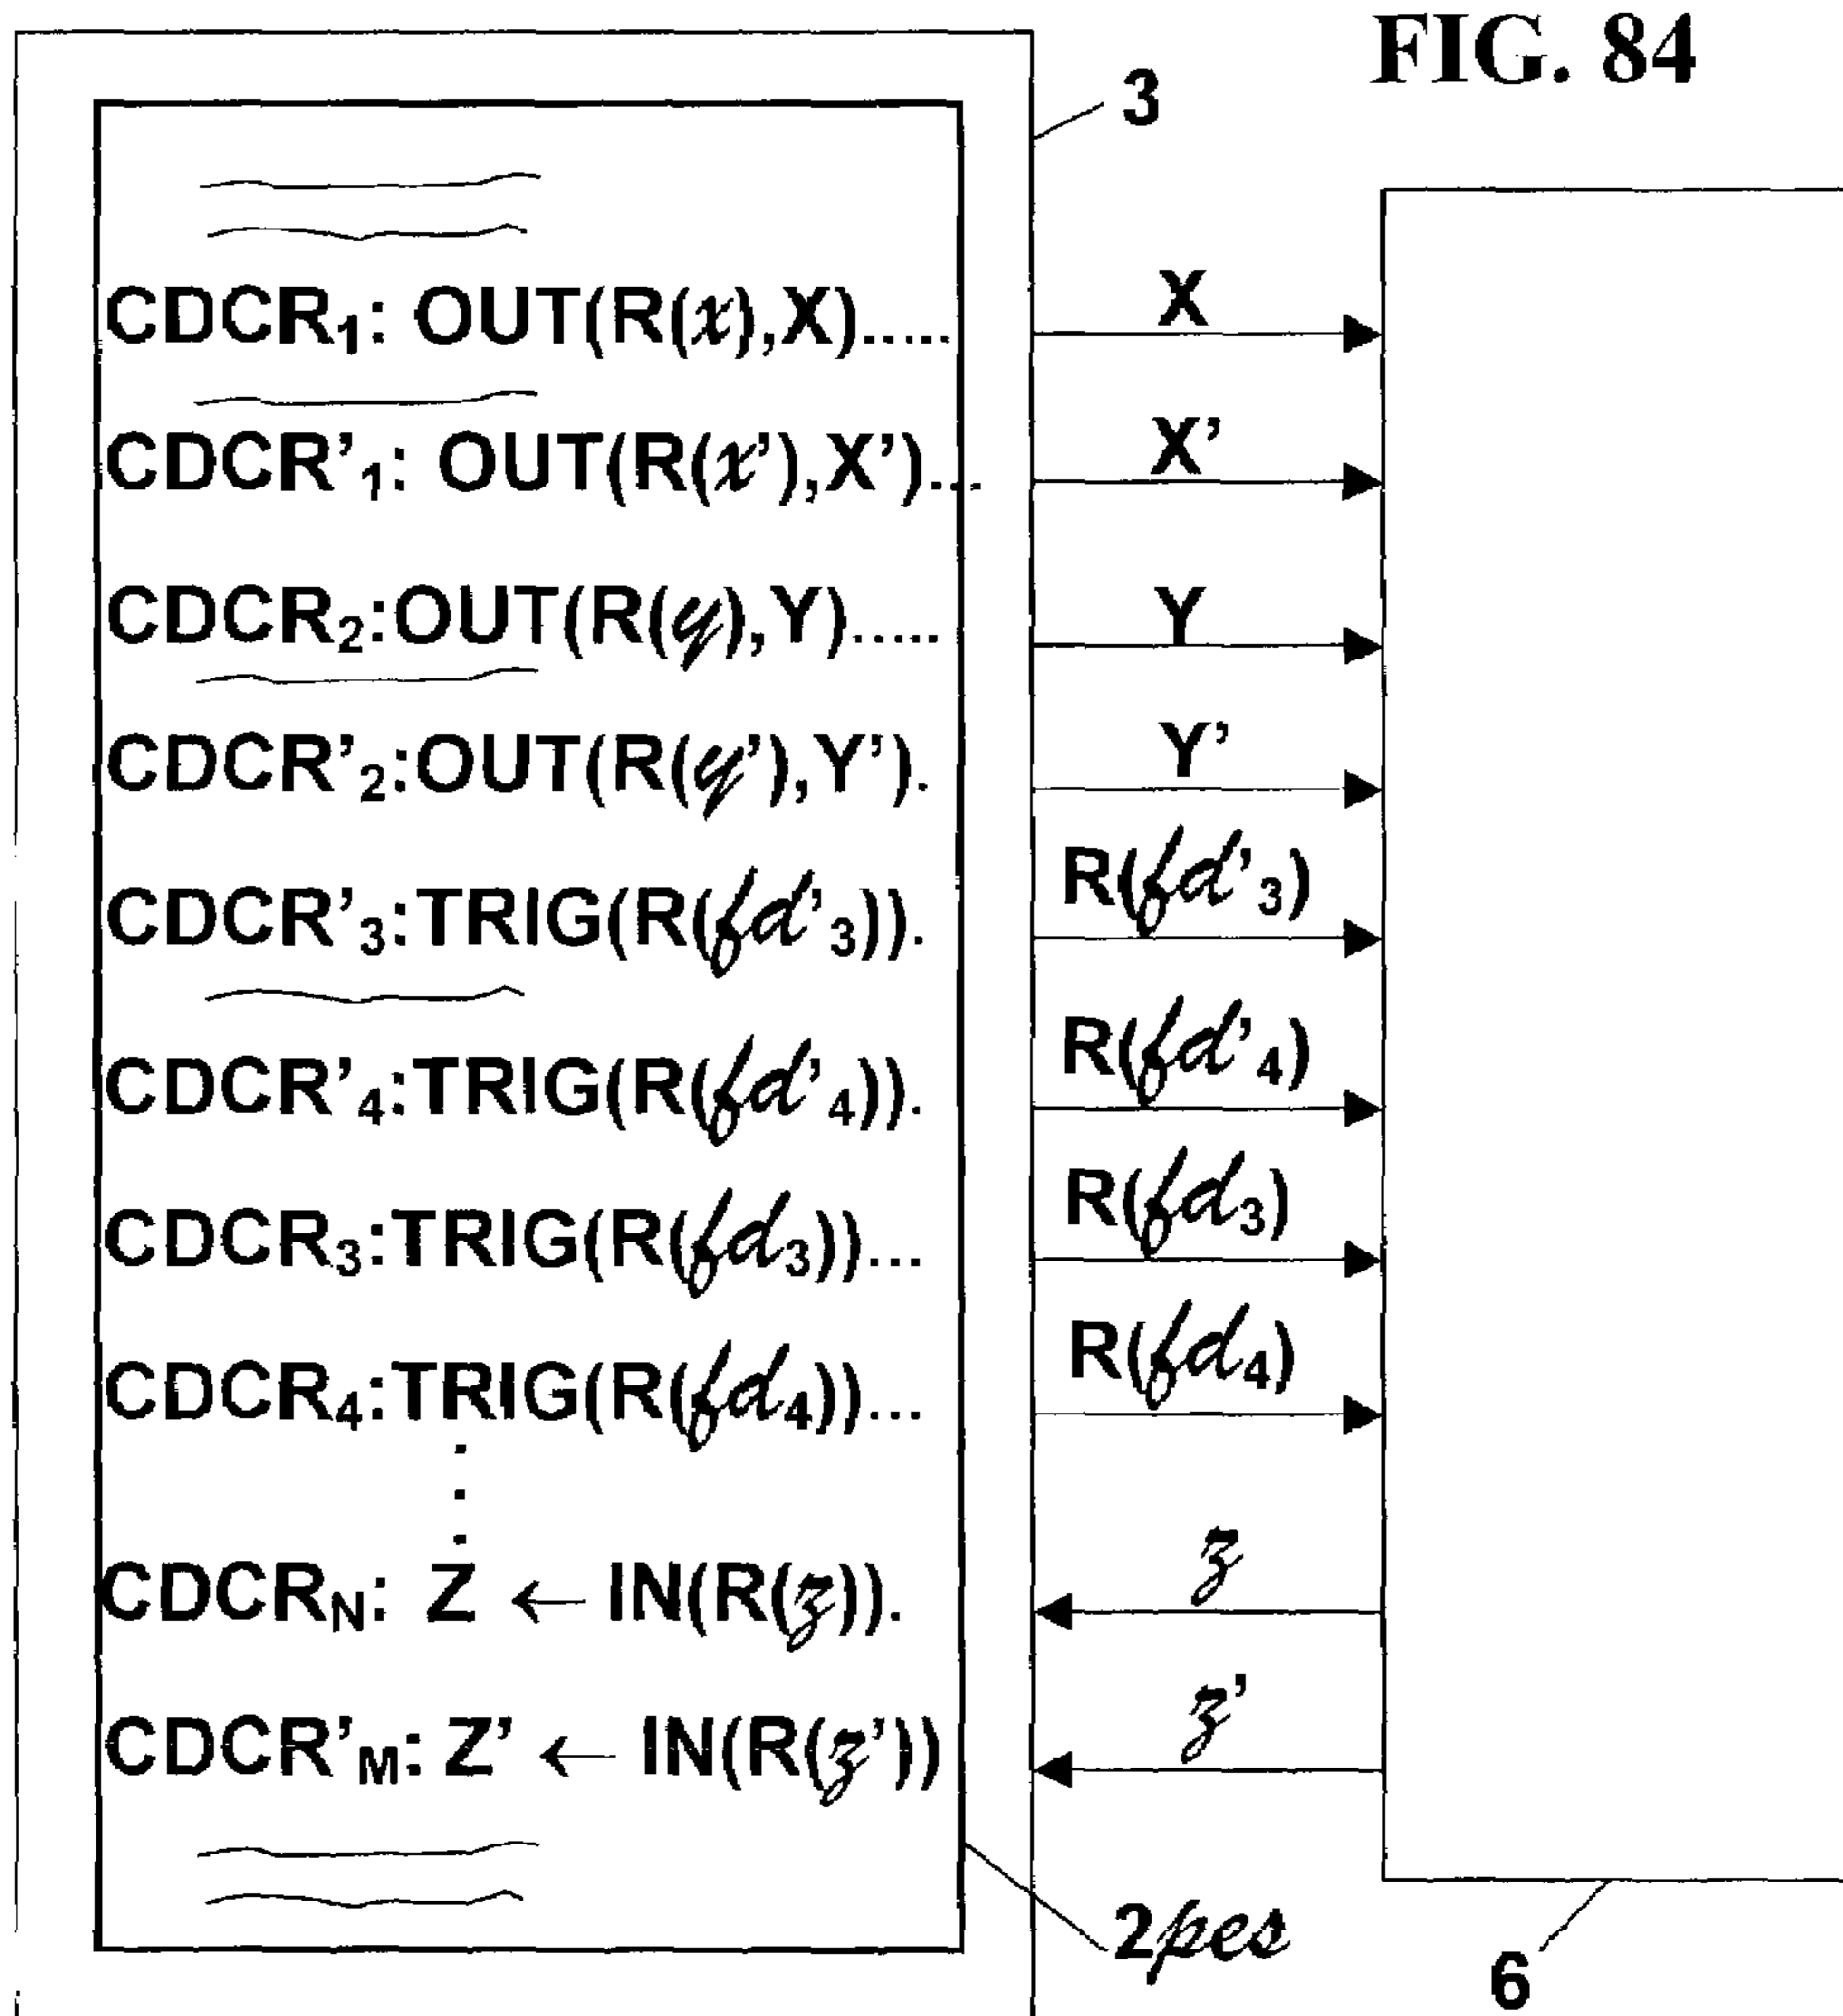 FIG. 84
3
CDCR₁: OUT(R(x),X).....
X
CDCR'₁: OUT(R(x'),X')...
X'
CDCR₂:OUT(R(y),Y).....
Y
CDCR'₂:OUT(R(y'),Y').
Y'
CDCR'₃:TRIG(R(fd'₃)).
R(fd'₃)
CDCR'₄:TRIG(R(fd'₄)).
R(fd'₄)
CDCR₃:TRIG(R(fd₃))...
R(fd₃)
CDCR₄:TRIG(R(fd₄))...
R(fd₄)
CDCR_N: Z ← IN(R(z)).
z
CDCR'_M: Z' ← IN(R(z'))
z'
2pes
6